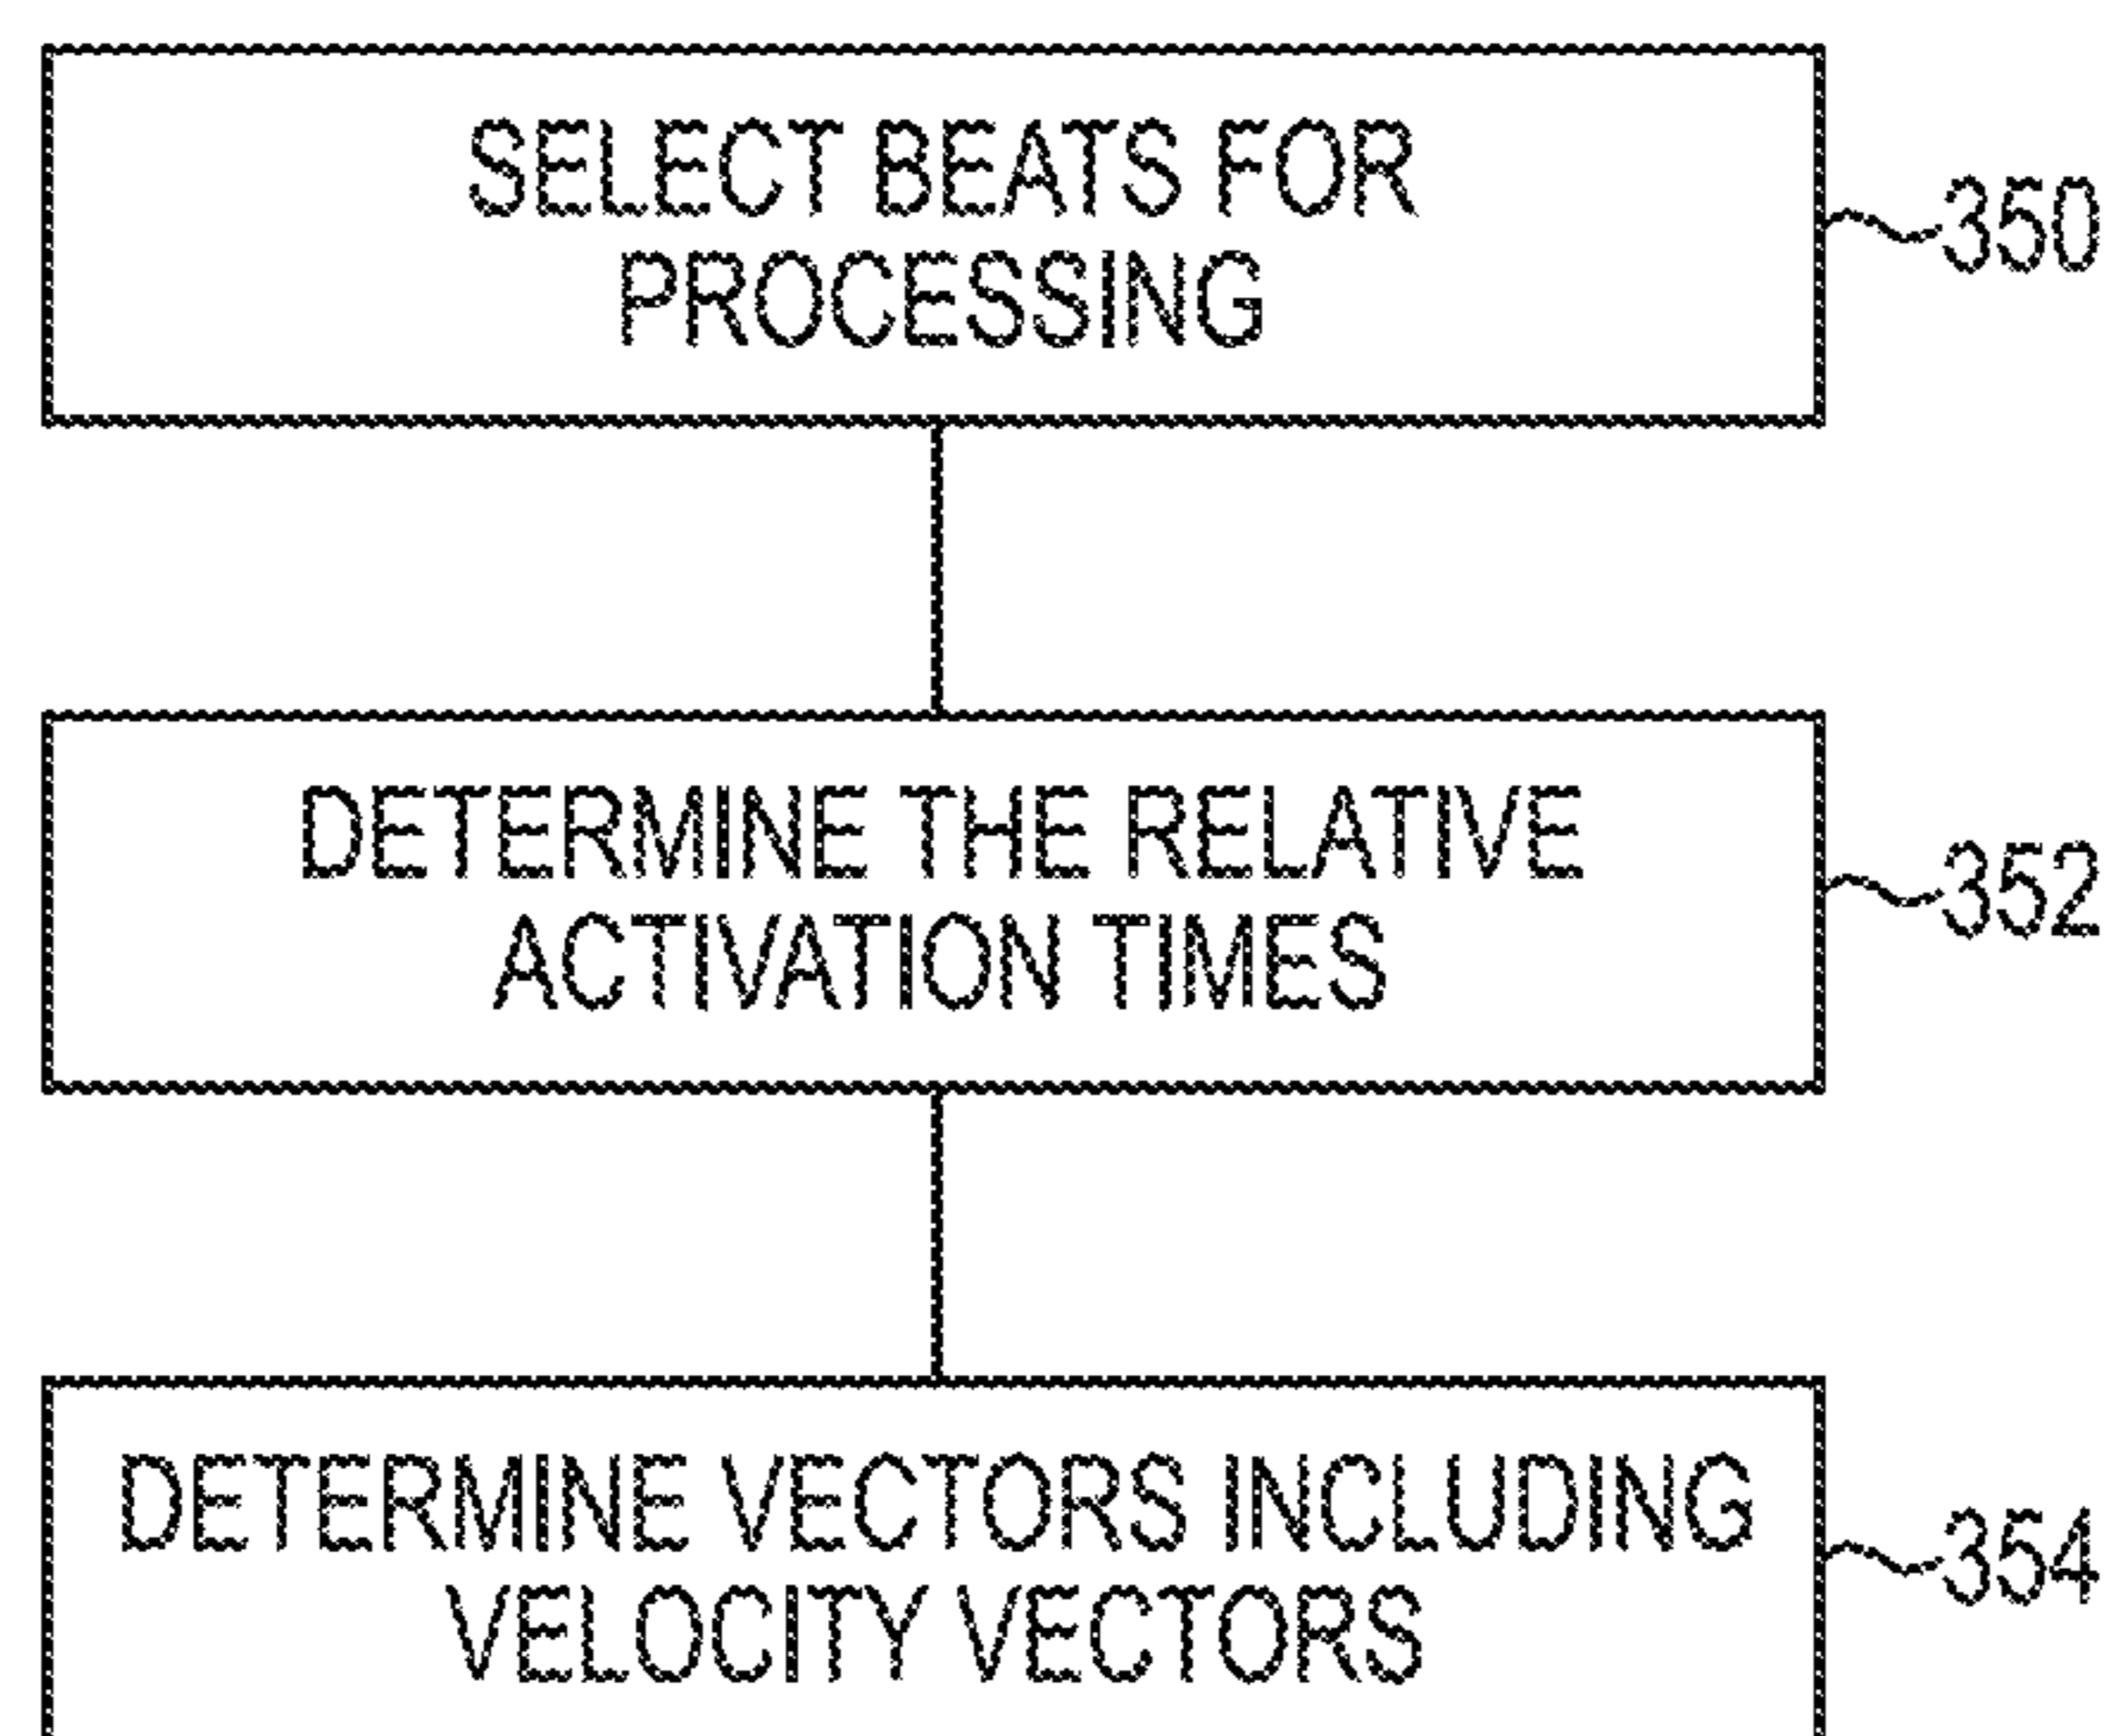 SELECT BEATS FOR
PROCESSING
350
DETERMINE THE RELATIVE
ACTIVATION TIMES
352
DETERMINE VECTORS INCLUDING
VELOCITY VECTORS
354